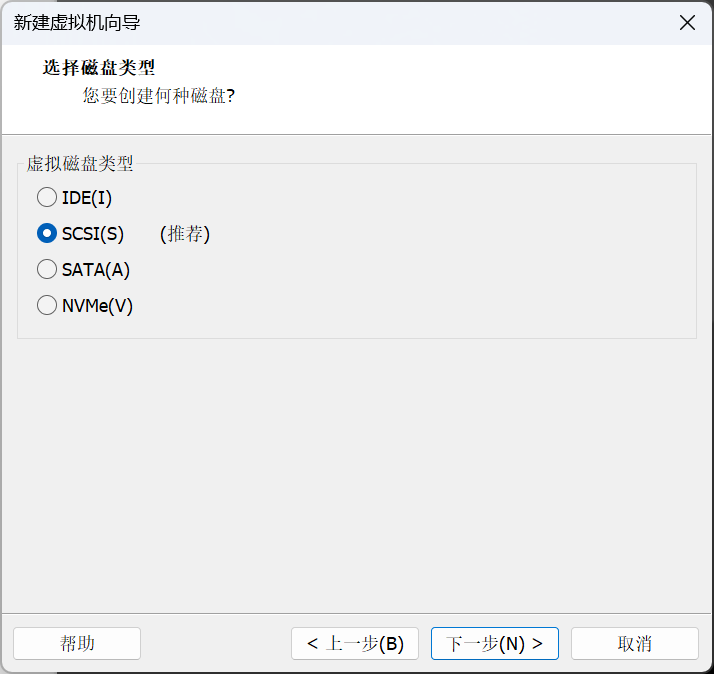 新建虚拟机向导
选择磁盘类型
您要创建何种磁盘?
虚拟磁盘类型
IDE(I)
SCSI(S) (推荐)
SATA(A)
NVMe(V)
帮助 < 上一步(B) 下一步(N) > 取消